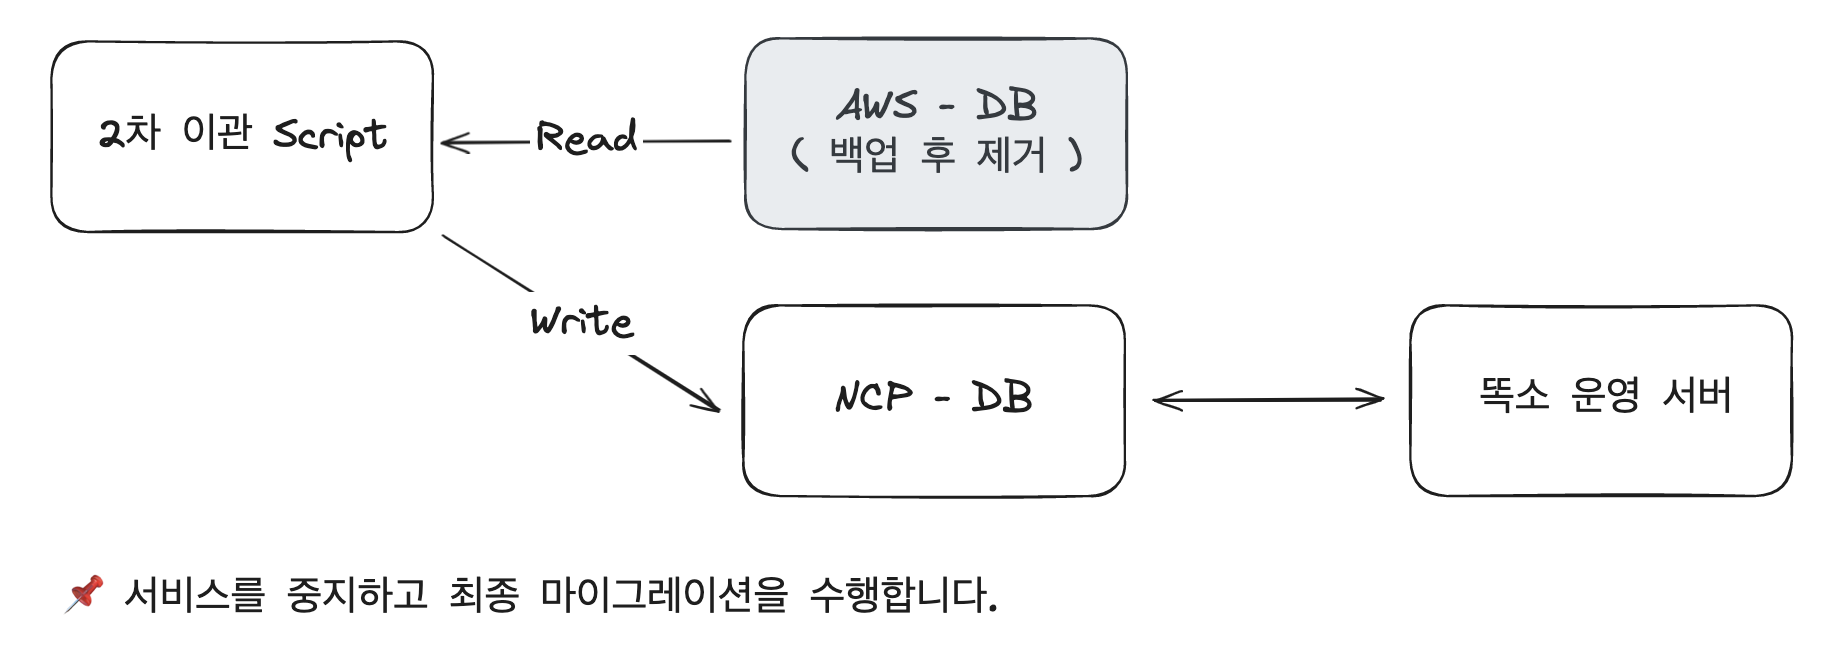 2차 이관 Script
Read
AWS - DB
( 백업 후 제거 )
Write
NCP - DB
똑소 운영 서버
📌 서비스를 중지하고 최종 마이그레이션을 수행합니다.